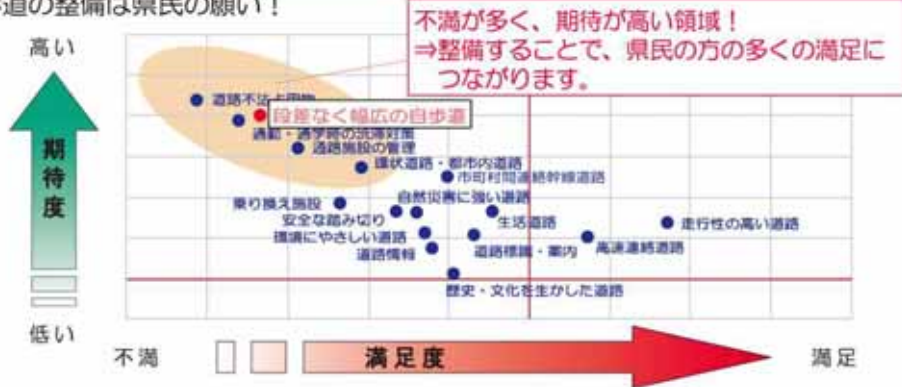 道の整備は県民の願い!
不満が多く、期待が高い領域!
⇒整備することで、県民の方の多くの満足に
つながります。
高い
期待度
低い
道路不法占用物
段差なく幅広の自歩道
通勤・通学時の渋滞対策
道路施設の管理
環状道路・都市内道路
市町村間連絡幹線道路
乗り換え施設
自然災害に強い道路
安全な踏み切り
生活道路
走行性の高い道路
環境にやさしい道路
道路情報
道路標識・案内
高速連絡道路
歴史・文化を生かした道路
不満
満足度
満足